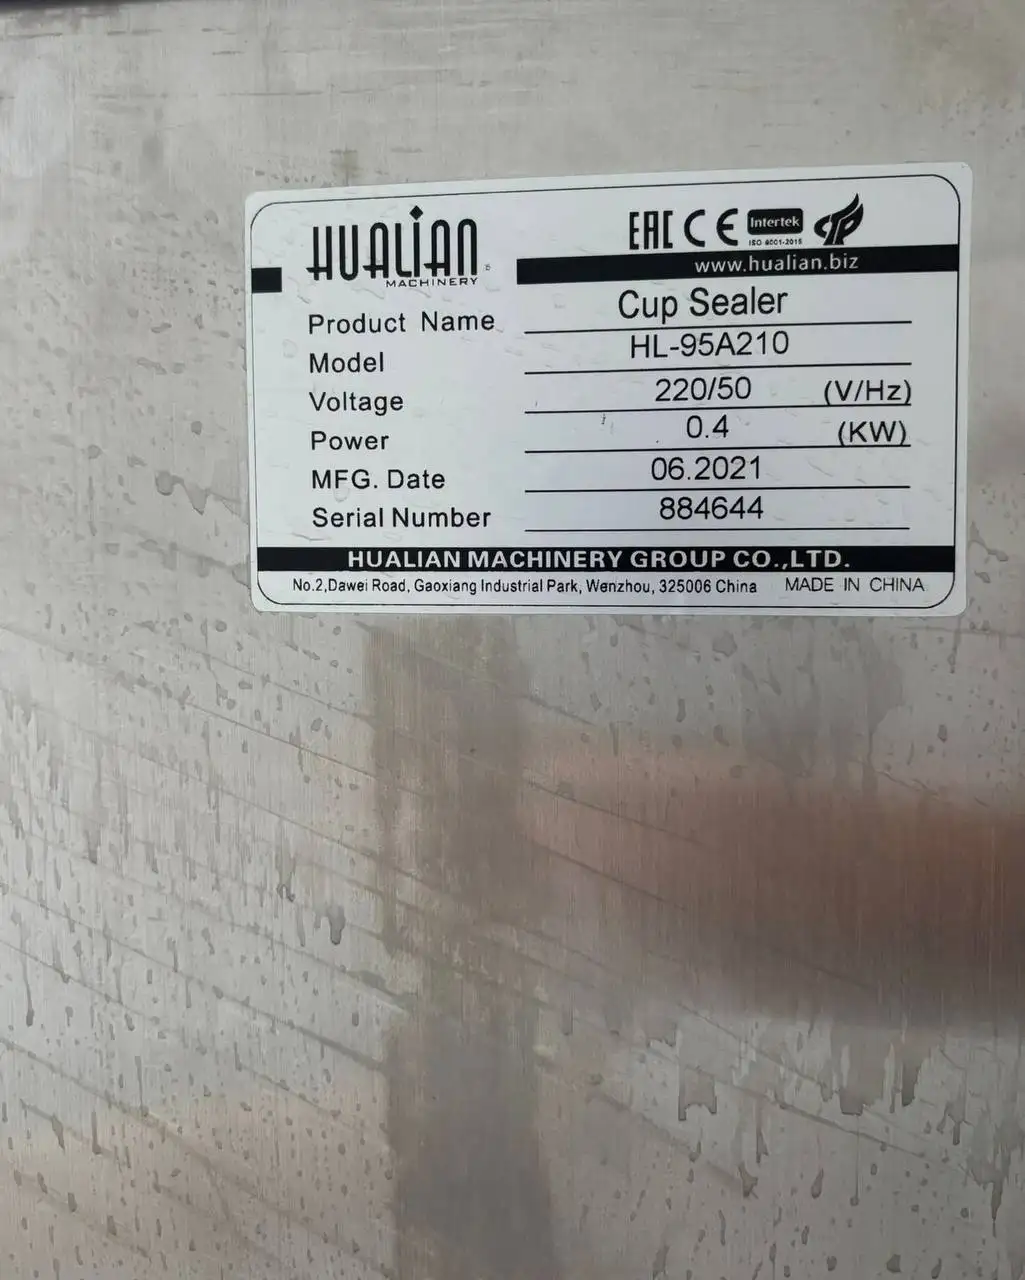 HUALIAN
MACHINERY
EAC CE Intertek
ISO 9001-2015
www.hualian.biz
Product Name Cup Sealer
Model HL-95A210
Voltage 220/50 (V/Hz)
Power 0.4 (KW)
MFG. Date 06.2021
Serial Number 884644
HUALIAN MACHINERY GROUP CO.,LTD.
No.2,Dawei Road, Gaoxiang Industrial Park, Wenzhou, 325006 China MADE IN CHINA